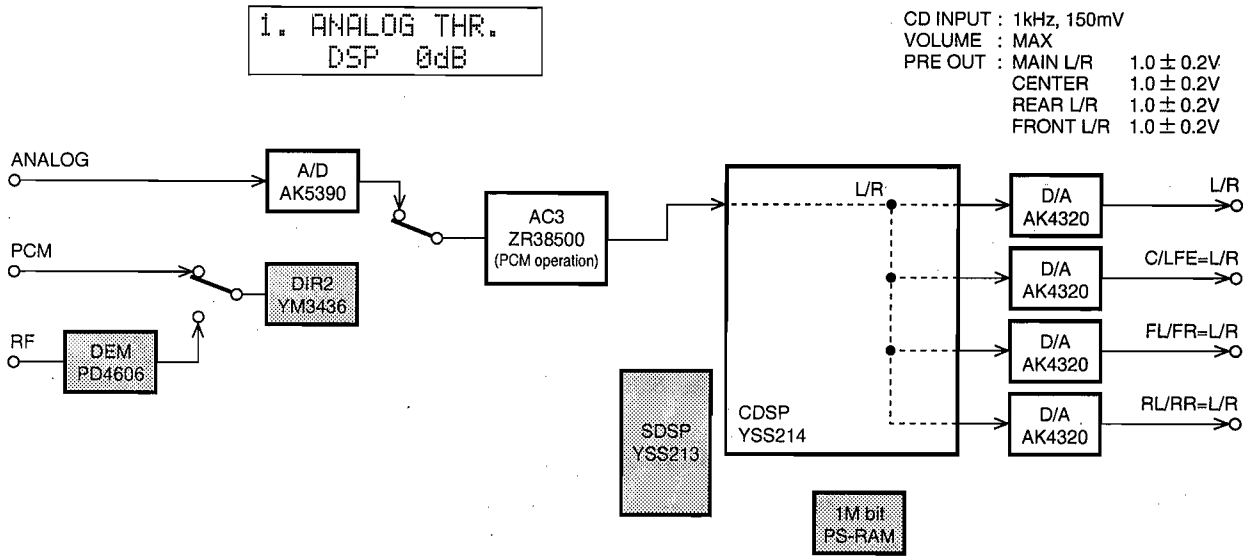 1. ANALOG THR.
DSP 0dB
CD INPUT : 1kHz, 150mV
VOLUME : MAX
PRE OUT : MAIN L/R 1.0 ± 0.2V
CENTER 1.0 ± 0.2V
REAR L/R 1.0 ± 0.2V
FRONT L/R 1.0 ± 0.2V
ANALOG
A/D
AK5390
PCM
DIR2
YM3436
RF
DEM
PD4606
AC3
ZR38500
(PCM operation)
L/R
CDSP
YSS214
SDSP
YSS213
1M bit
PS-RAM
D/A
AK4320
L/R
D/A
AK4320
C/LFE=L/R
D/A
AK4320
FL/FR=L/R
D/A
AK4320
RL/RR=L/R